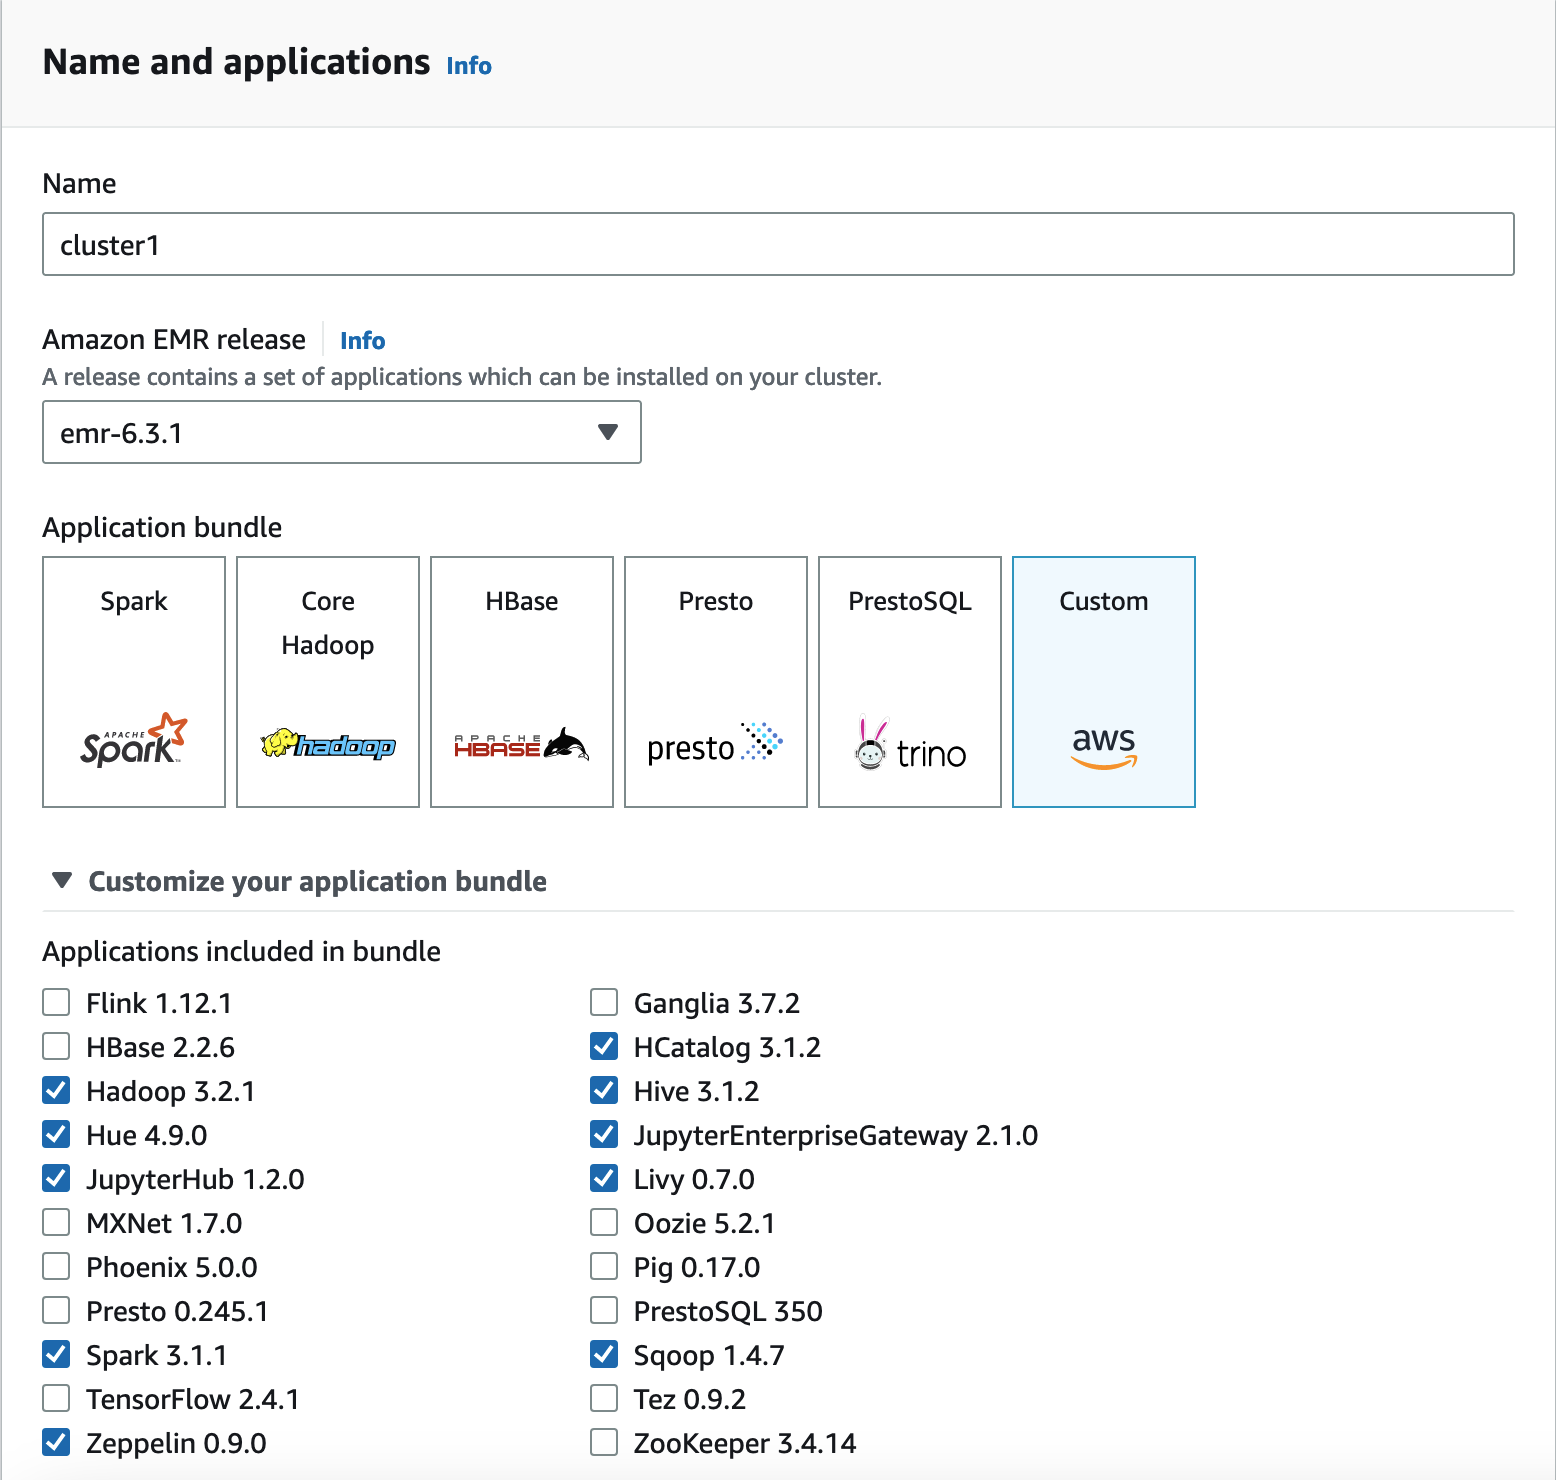 Name and applications Info
Name
cluster1
Amazon EMR release Info
A release contains a set of applications which can be installed on your cluster.
emr-6.3.1
Application bundle
Spark
APACHE
Spark™
Core
Hadoop
hadoop
HBase
APACHE
HBASE
Presto
presto
PrestoSQL
trino
Custom
aws
Customize your application bundle
Applications included in bundle
Flink 1.12.1
Ganglia 3.7.2
HBase 2.2.6
HCatalog 3.1.2
Hadoop 3.2.1
Hive 3.1.2
Hue 4.9.0
JupyterEnterpriseGateway 2.1.0
JupyterHub 1.2.0
Livy 0.7.0
MXNet 1.7.0
Oozie 5.2.1
Phoenix 5.0.0
Pig 0.17.0
Presto 0.245.1
PrestoSQL 350
Spark 3.1.1
Sqoop 1.4.7
TensorFlow 2.4.1
Tez 0.9.2
Zeppelin 0.9.0
ZooKeeper 3.4.14